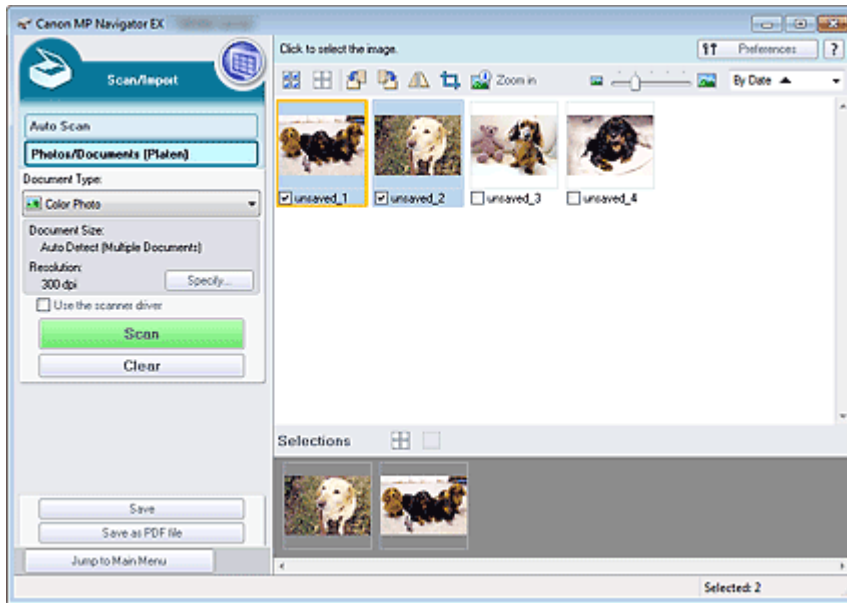 Canon MP Navigator EX
Scan/Import
Click to select the image.
Preferences
?
Zoom in
By Date
Auto Scan
Photos/Documents (Platen)
Document Type:
Color Photo
Document Size:
Auto Detect (Multiple Documents)
Resolution:
300 dpi
Specify...
Use the scanner driver
Scan
Clear
unsaved_1
unsaved_2
unsaved_3
unsaved_4
Selections
Save
Save as PDF file
Jump to Main Menu
Selected: 2